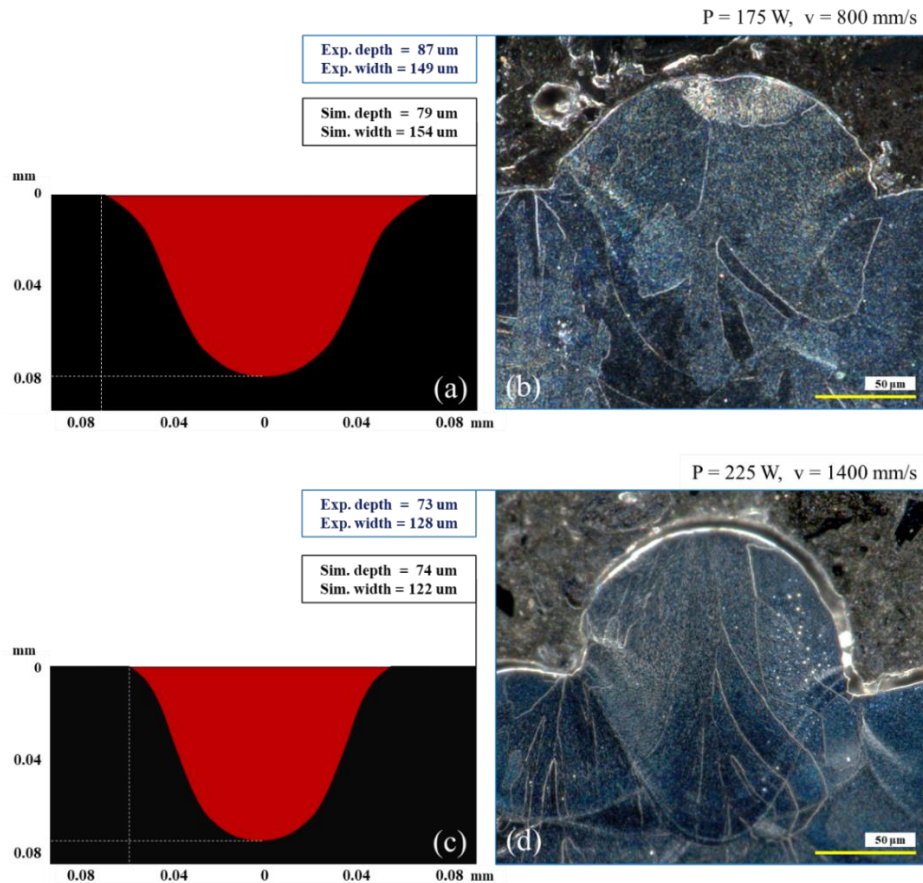 P = 175 W, v = 800 mm/s
Exp. depth = 87 um
Exp. width = 149 um
Sim. depth = 79 um
Sim. width = 154 um
mm
0
0.04
0.08
(a)
0.08 0.04 0 0.04 0.08 mm
(b)
50 µm
P = 225 W, v = 1400 mm/s
Exp. depth = 73 um
Exp. width = 128 um
Sim. depth = 74 um
Sim. width = 122 um
mm
0
0.04
0.08
(c)
0.08 0.04 0 0.04 0.08 mm
(d)
50 µm